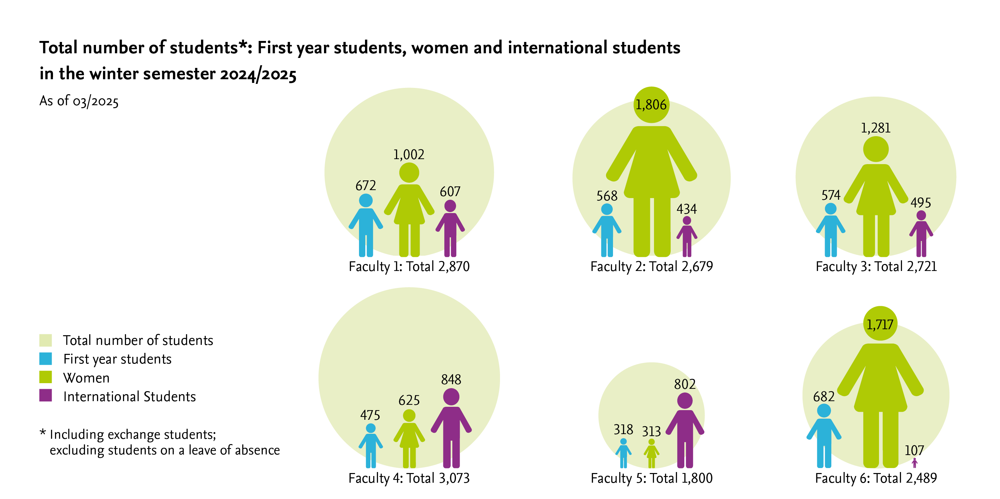 Total number of students*: First year students, women and international students
in the winter semester 2024/2025
As of 03/2025
1,002
672
607
Faculty 1: Total 2,870
1,806
568
434
Faculty 2: Total 2,679
1,281
574
495
Faculty 3: Total 2,721
848
625
475
Faculty 4: Total 3,073
802
318
313
Faculty 5: Total 1,800
1,717
682
107
Faculty 6: Total 2,489
Total number of students
First year students
Women
International Students
* Including exchange students;
excluding students on a leave of absence